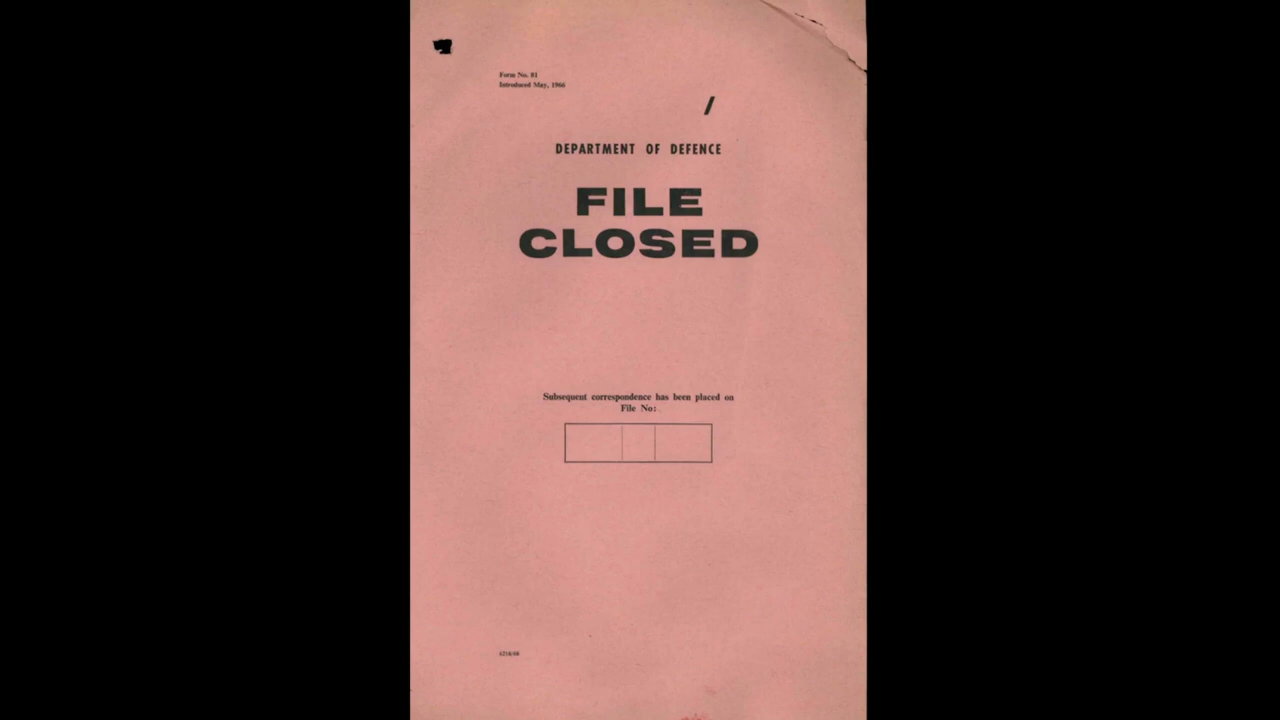 Form No. 81
Introduced May, 1966
/
DEPARTMENT OF DEFENCE
FILE
CLOSED
Subsequent correspondence has been placed on
File No: